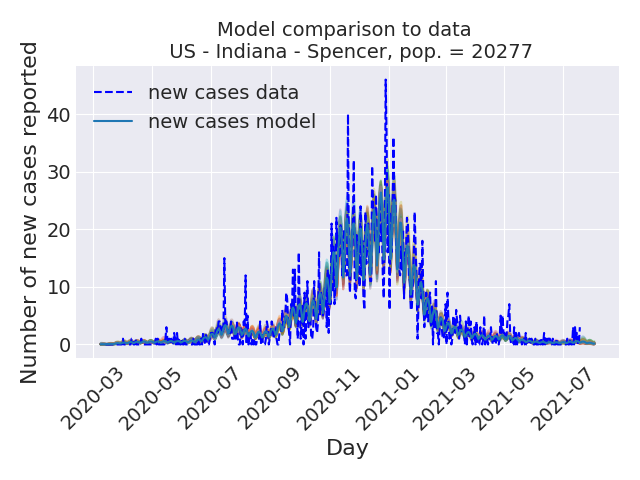 Model comparison to data
US - Indiana - Spencer, pop. = 20277
Number of new cases reported
new cases data
new cases model
40
30
20
10
0
2020-03
2020-05
2020-07
2020-09
2020-11
2021-01
2021-03
2021-05
2021-07
Day